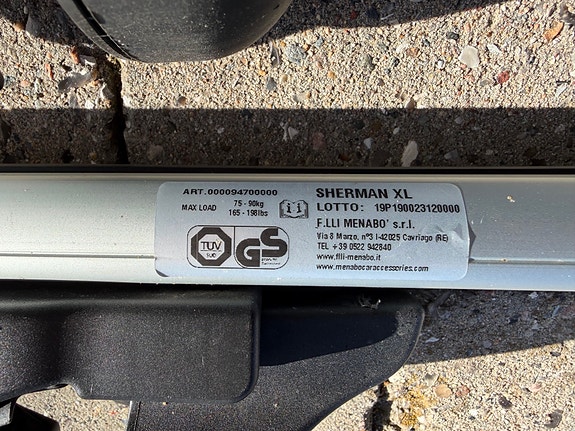 ART.000094700000
MAX LOAD 75 - 90kg
165 - 198lbs
TÜV
SÜD
GS
SHERMAN XL
LOTTO: 19P190023120000
F.LLI MENABO' s.r.l.
Via 8 Marzo, n°3 I-42025 Cavriago (RE)
TEL +39 0522 942840
www.flli-menabo.it
www.menabocaraccessories.com